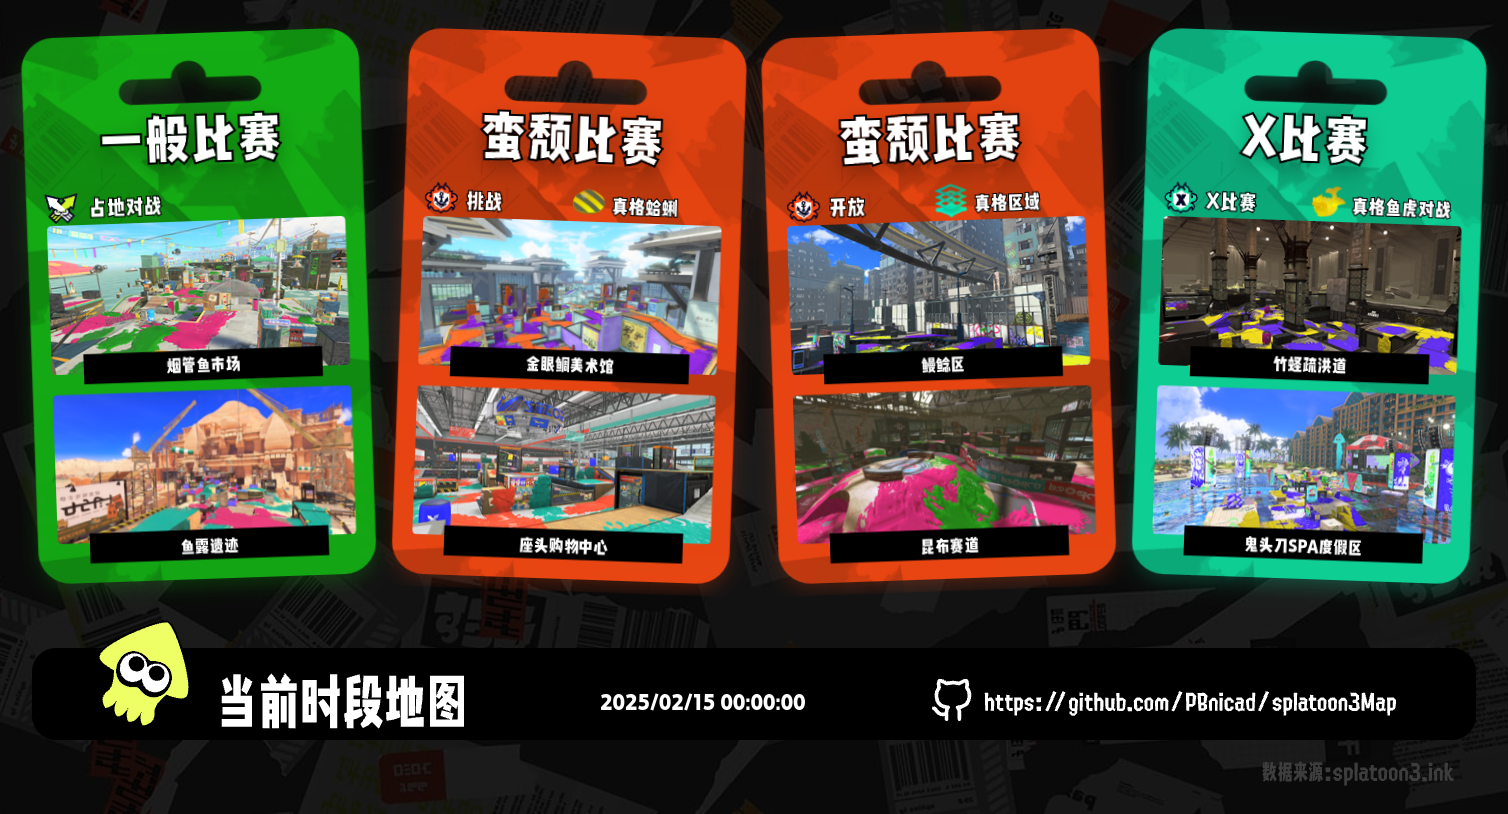 一般比赛
占地对战
烟管鱼市场
鱼露遗迹
蛮颓比赛
挑战
真格蛤蜊
金眼鲷美术馆
座头购物中心
蛮颓比赛
开放
真格区域
鳗鲶区
昆布赛道
X比赛
X比赛
真格鱼虎对战
竹蛏疏洪道
鬼头刀SPA度假区
当前时段地图
2025/02/15 00:00:00
https://github.com/PBnicad/splatoon3Map
数据来源:splatoon3.ink